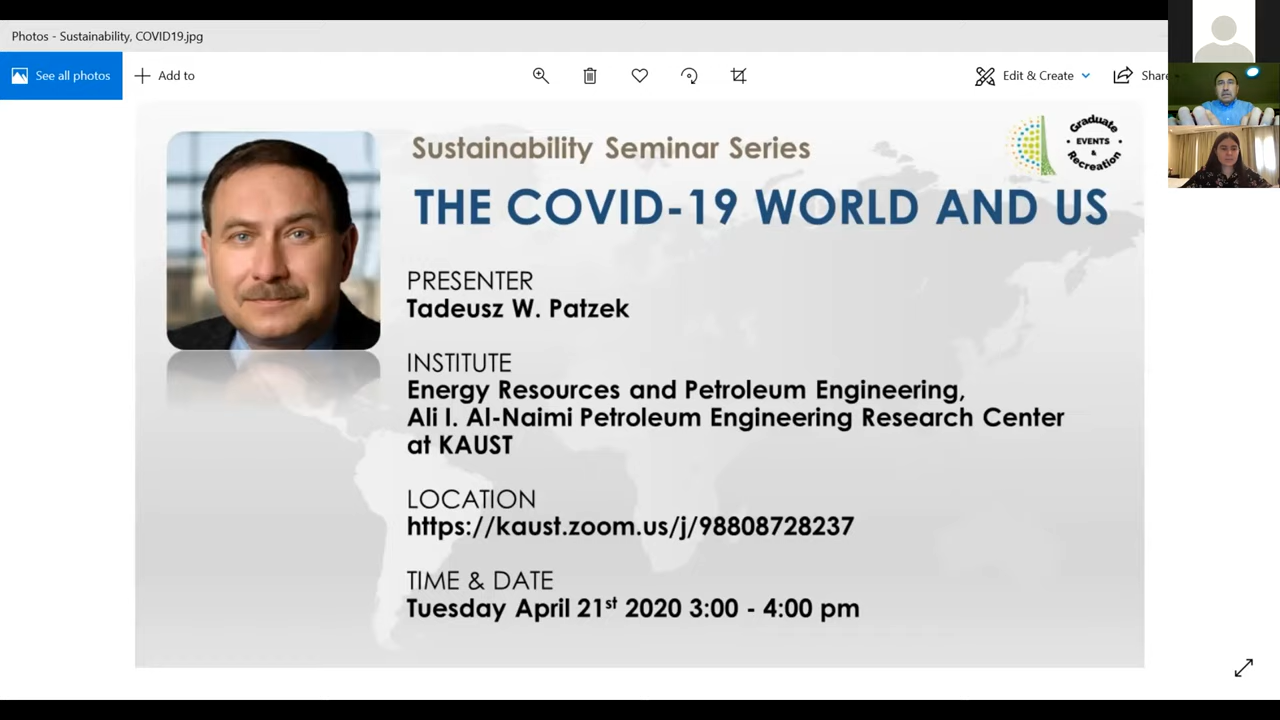 Photos - Sustainability, COVID19.jpg
See all photos
Add to
Edit & Create
Share
Sustainability Seminar Series
Graduate
EVENTS
&
Recreation
THE COVID-19 WORLD AND US
PRESENTER
Tadeusz W. Patzek
INSTITUTE
Energy Resources and Petroleum Engineering,
Ali I. Al-Naimi Petroleum Engineering Research Center
at KAUST
LOCATION
https://kaust.zoom.us/j/98808728237
TIME & DATE
Tuesday April 21st 2020 3:00 - 4:00 pm